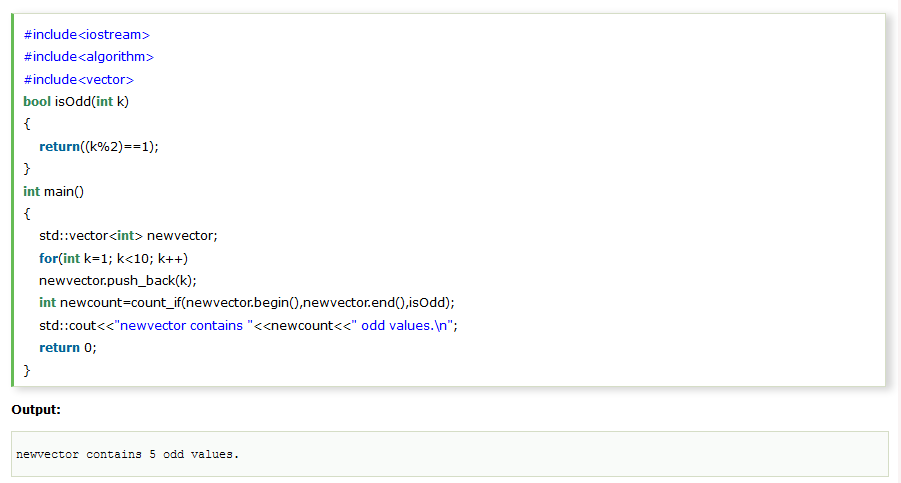 #include<iostream>
#include<algorithm>
#include<vector>
bool isOdd(int k)
{
return((k%2)==1);
}
int main()
{
std::vector<int> newvector;
for(int k=1; k<10; k++)
newvector.push_back(k);
int newcount=count_if(newvector.begin(),newvector.end(),isOdd);
std::cout<<"newvector contains "<<newcount<<" odd values.\n";
return 0;
}
Output:
newvector contains 5 odd values.